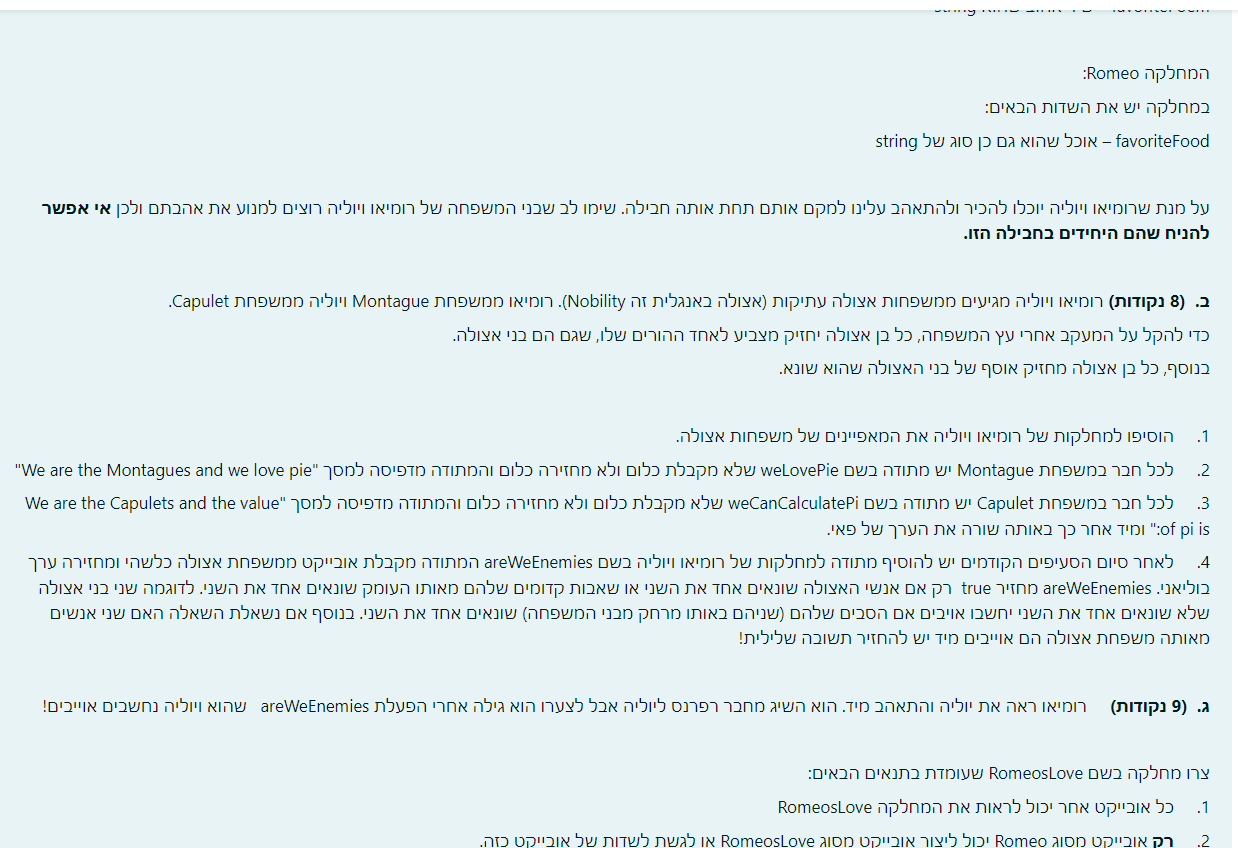 המחלקה Romeo:
במחלקה יש את השדות הבאים:
favoriteFood – אוכל שהוא גם כן סוג של string
על מנת שרומיאו ויוליה יוכלו להכיר ולהתאהב עלינו למקם אותם תחת אותה חבילה. שימו לב שבני המשפחה של רומיאו ויוליה רוצים למנוע את אהבתם ולכן אי אפשר
להניח שהם היחידים בחבילה הזו.
ב. (8 נקודות) רומיאו ויוליה מגיעים ממשפחות אצולה עתיקות (אצולה באנגלית זה Nobility). רומיאו ממשפחת Montague ויוליה ממשפחת Capulet.
כדי להקל על המעקב אחרי עץ המשפחה, כל בן אצולה יחזיק מצביע לאחד ההורים שלו, שגם הם בני אצולה.
בנוסף, כל בן אצולה מחזיק אוסף של בני האצולה שהוא שונא.
1. הוסיפו למחלקות של רומיאו ויוליה את המאפיינים של משפחות אצולה.
2. לכל חבר במשפחת Montague יש מתודה בשם weLovePie שלא מקבלת כלום ולא מחזירה כלום והמתודה מדפיסה למסך "We are the Montagues and we love pie"
3. לכל חבר במשפחת Capulet יש מתודה בשם weCanCalculatePi שלא מקבלת כלום ולא מחזירה כלום והמתודה מדפיסה למסך "We are the Capulets and the value
of pi is:" ומיד אחר כך באותה שורה את הערך של פאי.
4. לאחר סיום הסעיפים הקודמים יש להוסיף מתודה למחלקות של רומיאו ויוליה בשם areWeEnemies המתודה מקבלת אובייקט ממשפחת אצולה כלשהי ומחזירה ערך
בוליאני. areWeEnemies מחזיר true רק אם אנשי האצולה שונאים אחד את השני או שאבות קדומים שלהם מאותו העומק שונאים אחד את השני. לדוגמה שני בני אצולה
שלא שונאים אחד את השני יחשבו אויבים אם הסבים שלהם (שניהם באותו מרחק מבני המשפחה) שונאים אחד את השני. בנוסף אם נשאלת השאלה האם שני אנשים
מאותה משפחת אצולה הם אוייבים מיד יש להחזיר תשובה שלילית!
ג. (9 נקודות) רומיאו ראה את יוליה והתאהב מיד. הוא השיג מחבר רפרנס ליוליה אבל לצערו הוא גילה אחרי הפעלת areWeEnemies שהוא ויוליה נחשבים אוייבים!
צרו מחלקה בשם RomeosLove שעומדת בתנאים הבאים:
1. כל אובייקט אחר יכול לראות את המחלקה RomeosLove
2. רק אובייקט מסוג Romeo יכול ליצור אובייקט מסוג RomeosLove או לגשת לשדות של אובייקט כזה.